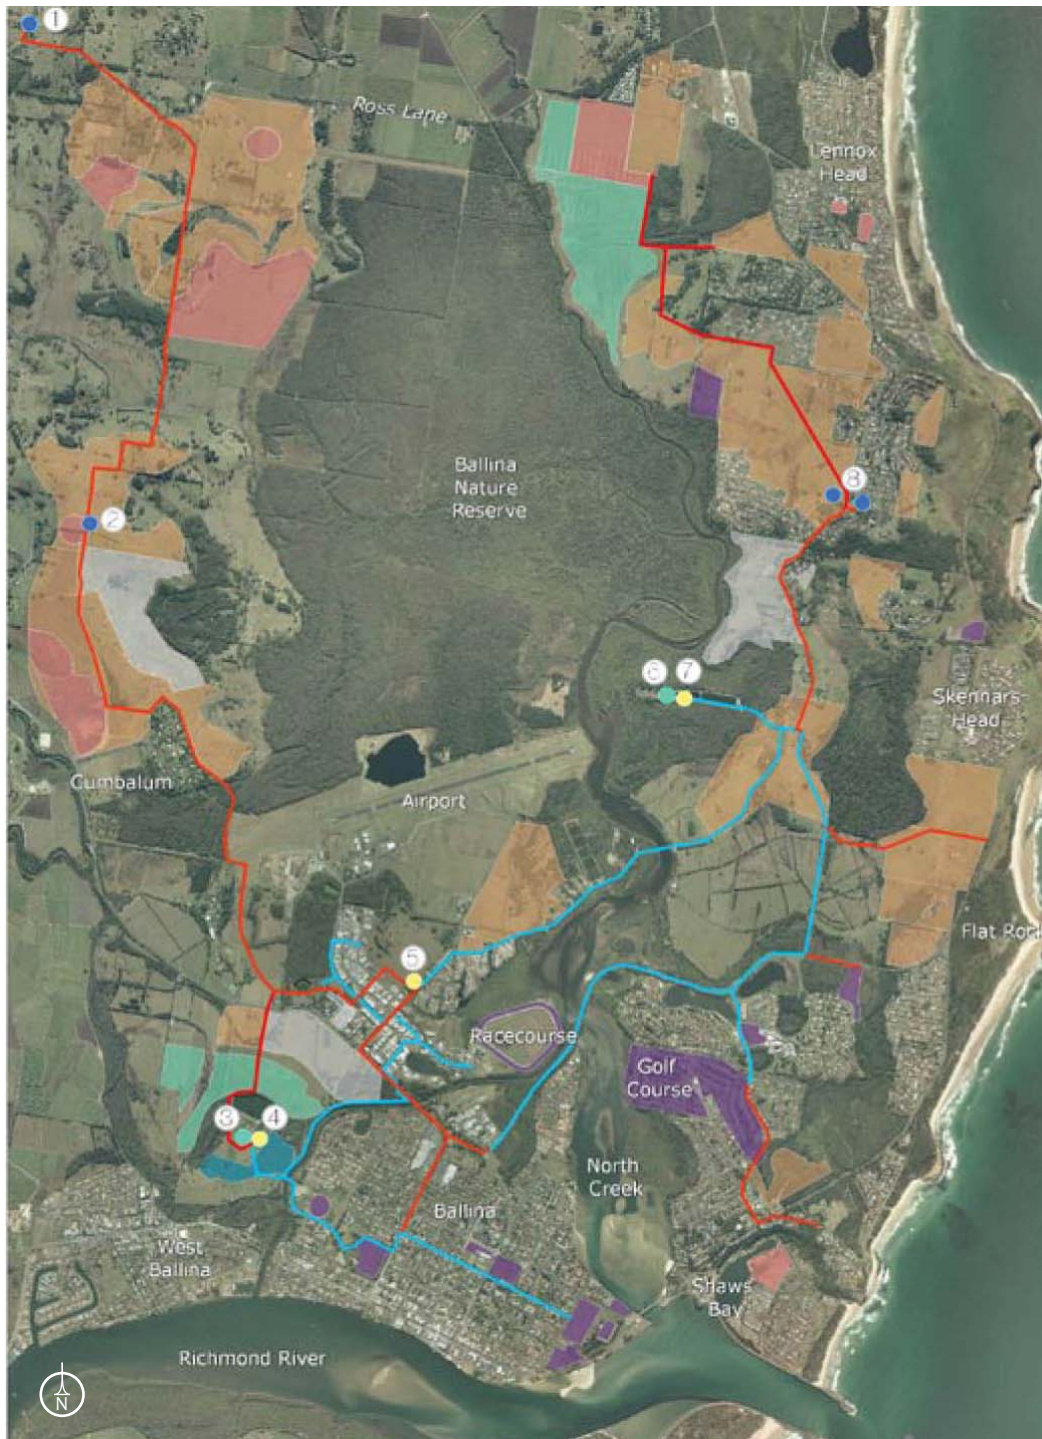 1
Ross Lane
Lennox
Head
Ballina
Nature
Reserve
8
2
6
7
Skennars
Head
Cumbalum
Airport
Flat Rock
5
Racecourse
Golf
Course
3
4
North
Creek
Ballina
West
Ballina
Shaws
Bay
Richmond River
N